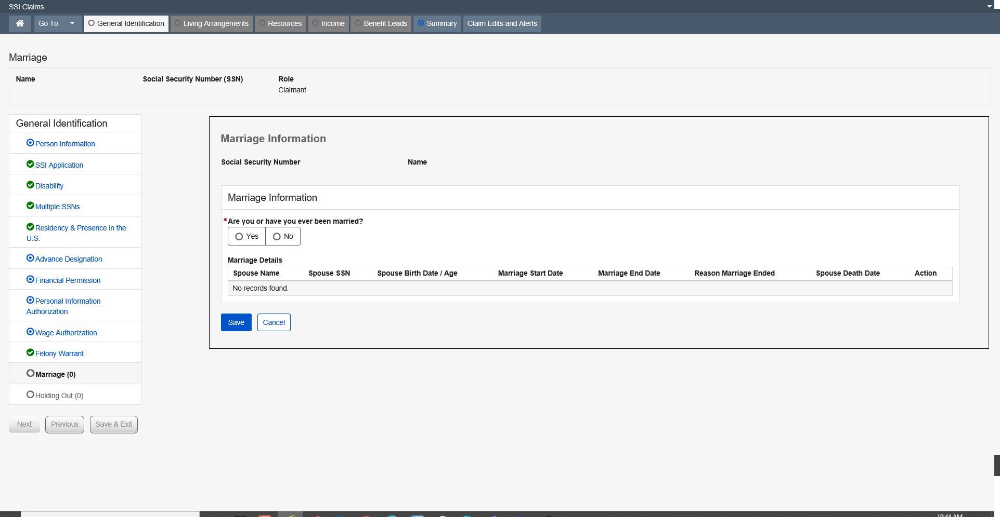 SSI Claims
Go To
General Identification
Living Arrangements
Resources
Income
Benefit Leads
Summary
Claim Edits and Alerts
Marriage
Name
Social Security Number (SSN)
Role
Claimant
General Identification
Person Information
SSI Application
Disability
Multiple SSNs
Residency & Presence in the
U.S.
Advance Designation
Financial Permission
Personal Information
Authorization
Wage Authorization
Felony Warrant
Marriage (0)
Holding Out (0)
Next
Previous
Save & Exit
Marriage Information
Social Security Number
Name
Marriage Information
*Are you or have you ever been married?
Yes
No
Marriage Details
Spouse Name Spouse SSN Spouse Birth Date / Age Marriage Start Date Marriage End Date Reason Marriage Ended Spouse Death Date Action
No records found.
Save
Cancel
10:44 AM